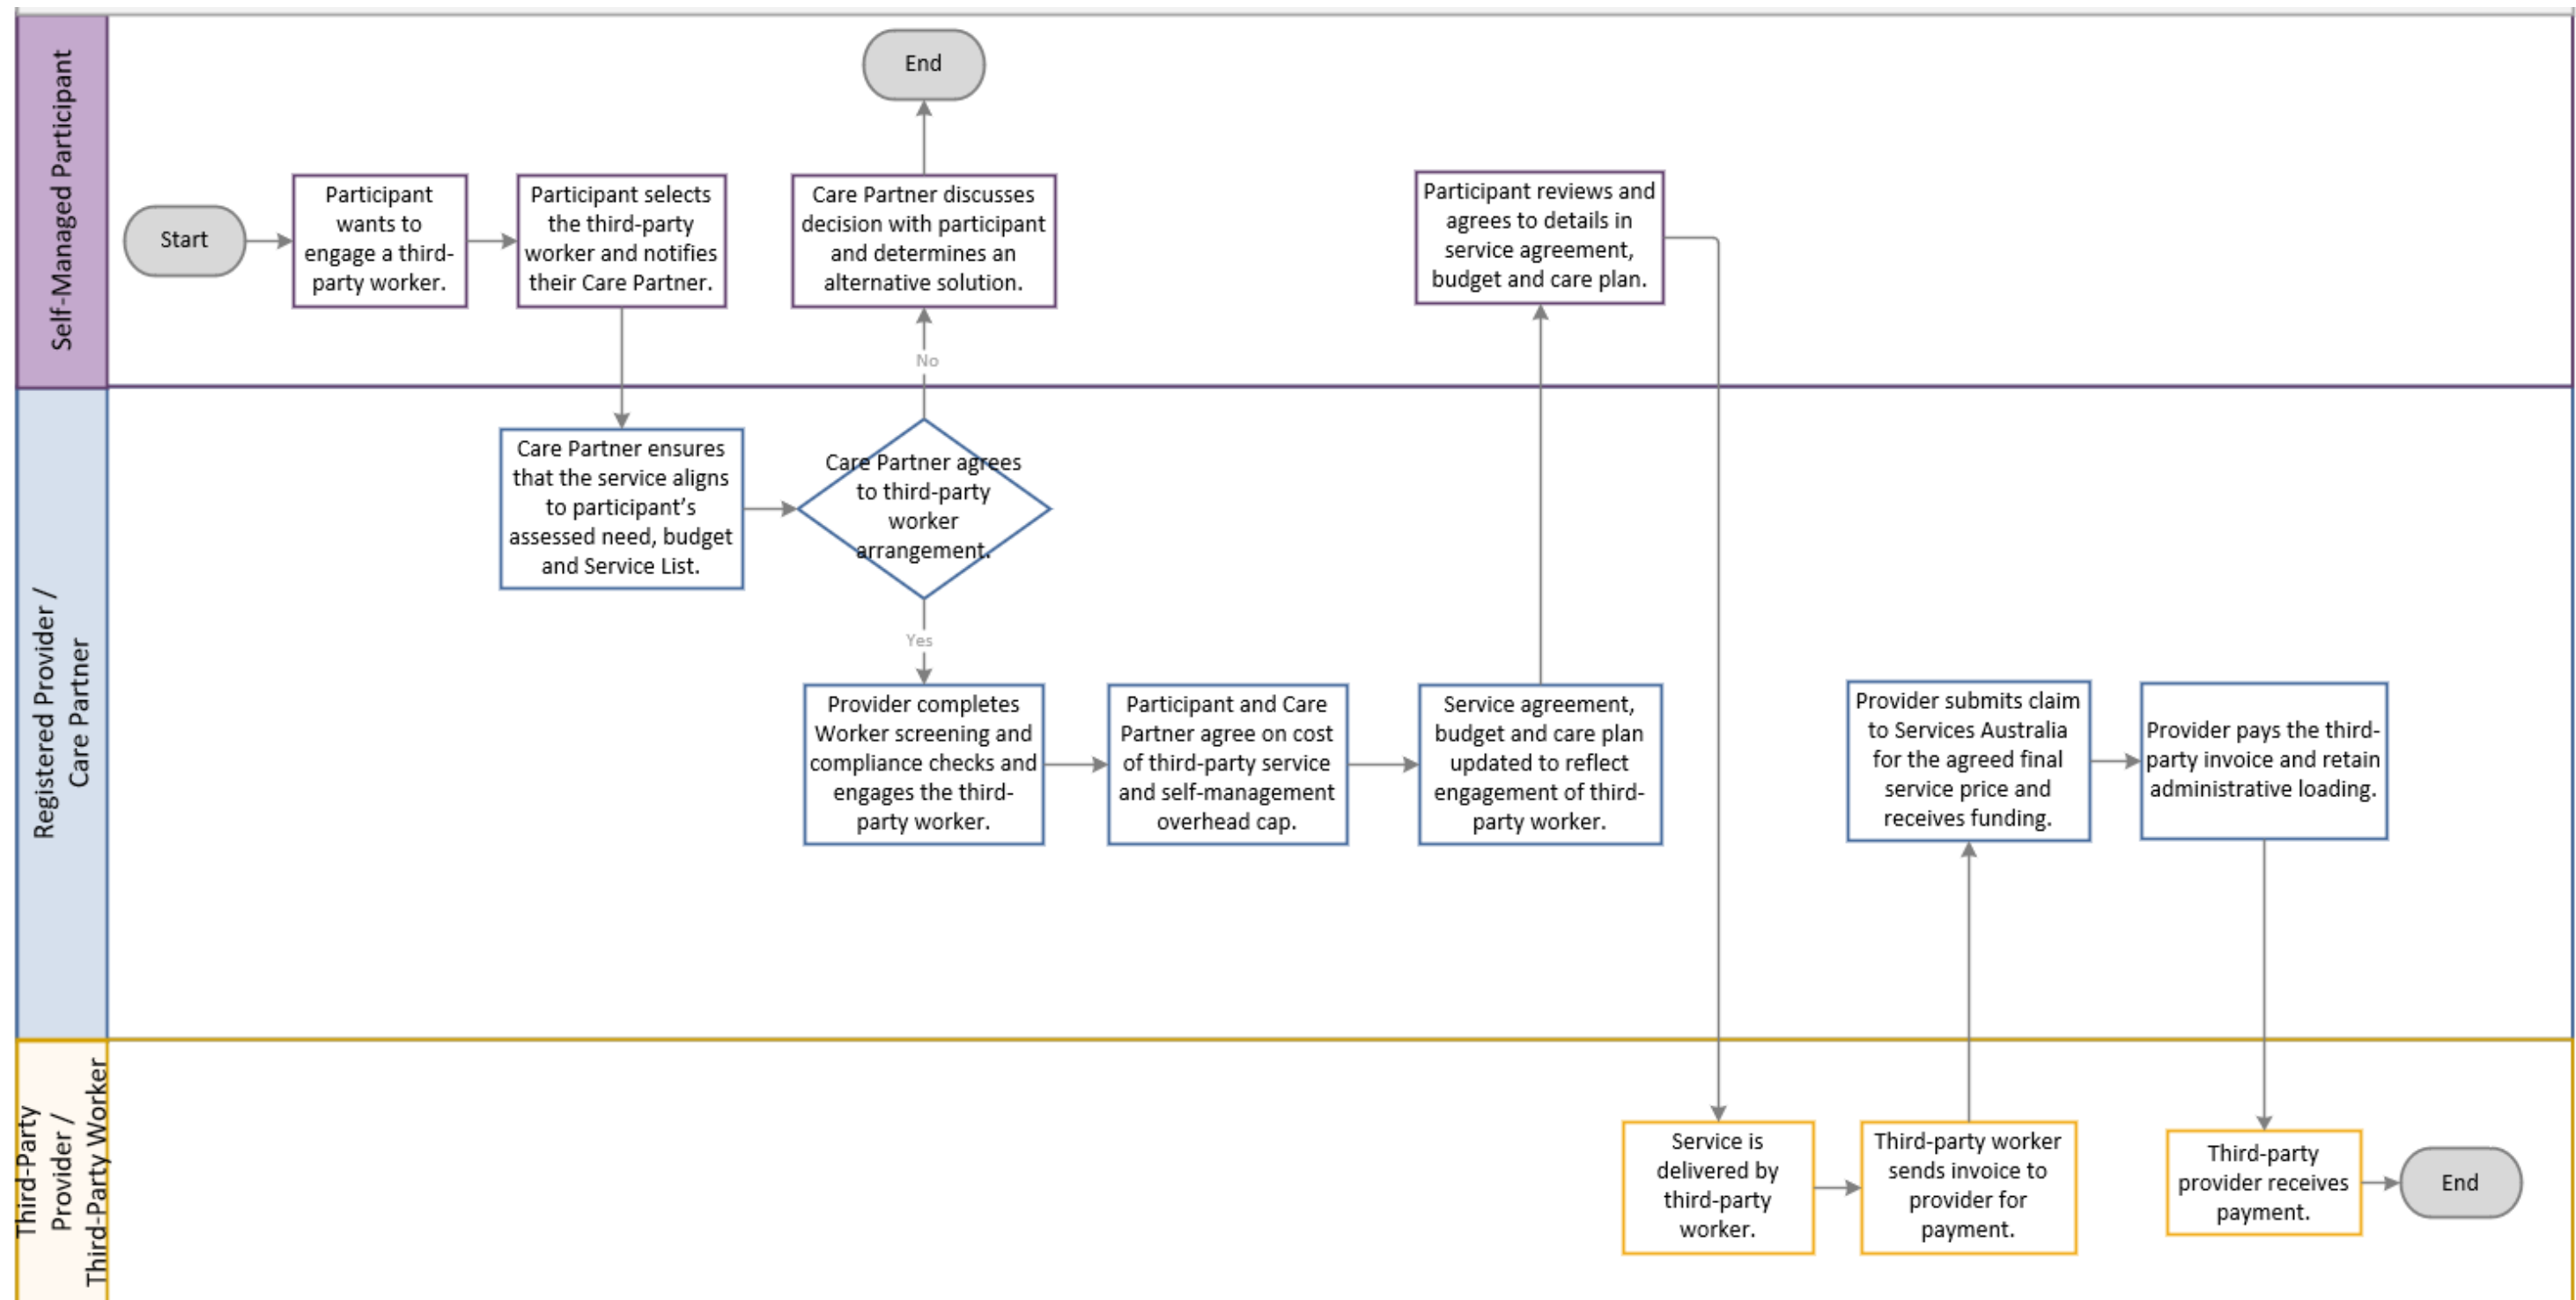 Self-Managed Participant
Start
Participant
wants to
engage a third-
party worker.
Participant selects
the third-party
worker and notifies
their Care Partner.
End
Care Partner discusses
decision with participant
and determines an
alternative solution.
No
Participant reviews and
agrees to details in
service agreement,
budget and care plan.
Registered Provider /
Care Partner
Care Partner ensures
that the service aligns
to participant’s
assessed need, budget
and Service List.
Care Partner agrees
to third-party
worker
arrangement.
Yes
Provider completes
Worker screening and
compliance checks and
engages the third-
party worker.
Participant and Care
Partner agree on cost
of third-party service
and self-management
overhead cap.
Service agreement,
budget and care plan
updated to reflect
engagement of third-
party worker.
Provider submits claim
to Services Australia
for the agreed final
service price and
receives funding.
Provider pays the third-
party invoice and retain
administrative loading.
Third-Party
Provider /
Third-Party Worker
Service is
delivered by
third-party
worker.
Third-party worker
sends invoice to
provider for
payment.
Third-party
provider receives
payment.
End